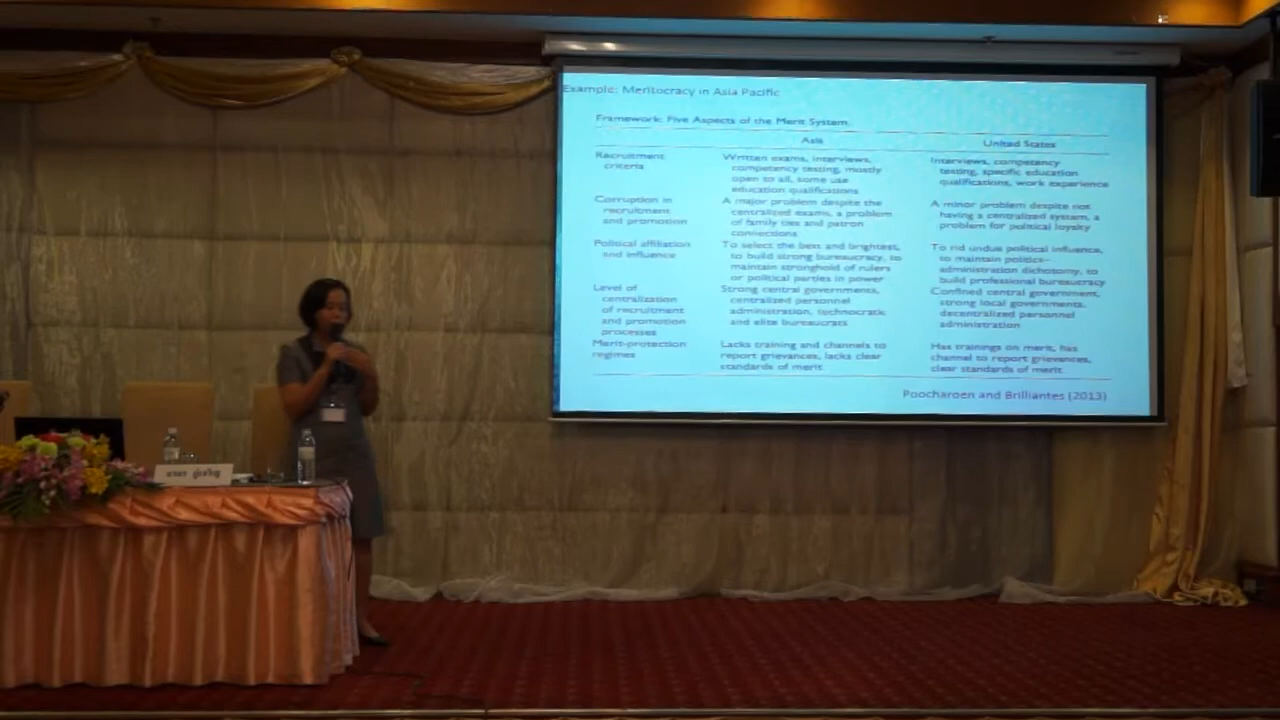 Example: Meritocracy in Asia Pacific
Framework: Five Aspects of the Merit System
Asia
United States
Recruitment
criteria
Written exams, interviews,
competency testing, mostly
open to all, some use
education qualifications
Interviews, competency
testing, specific education
qualifications, work experience
Corruption in
recruitment
and promotion
A major problem despite the
centralized exams, a problem
of family ties and patron
connections
A minor problem despite not
having a centralized system, a
problem for political loyalty
Political affiliation
and influence
To select the best and brightest,
to build strong bureaucracy, to
maintain stronghold of rulers
or political parties in power
To rid undue political influence,
to maintain politics–
administration dichotomy, to
build professional bureaucracy
Level of
centralization
of recruitment
and promotion
processes
Strong central governments,
centralized personnel
administration, technocratic
and elite bureaucrats
Confined central government,
strong local governments,
decentralized personnel
administration
Merit-protection
regimes
Lacks training and channels to
report grievances, lacks clear
standards of merit
Has trainings on merit, has
channel to report grievances,
clear standards of merit
Poocharoen and Brilliantes (2013)